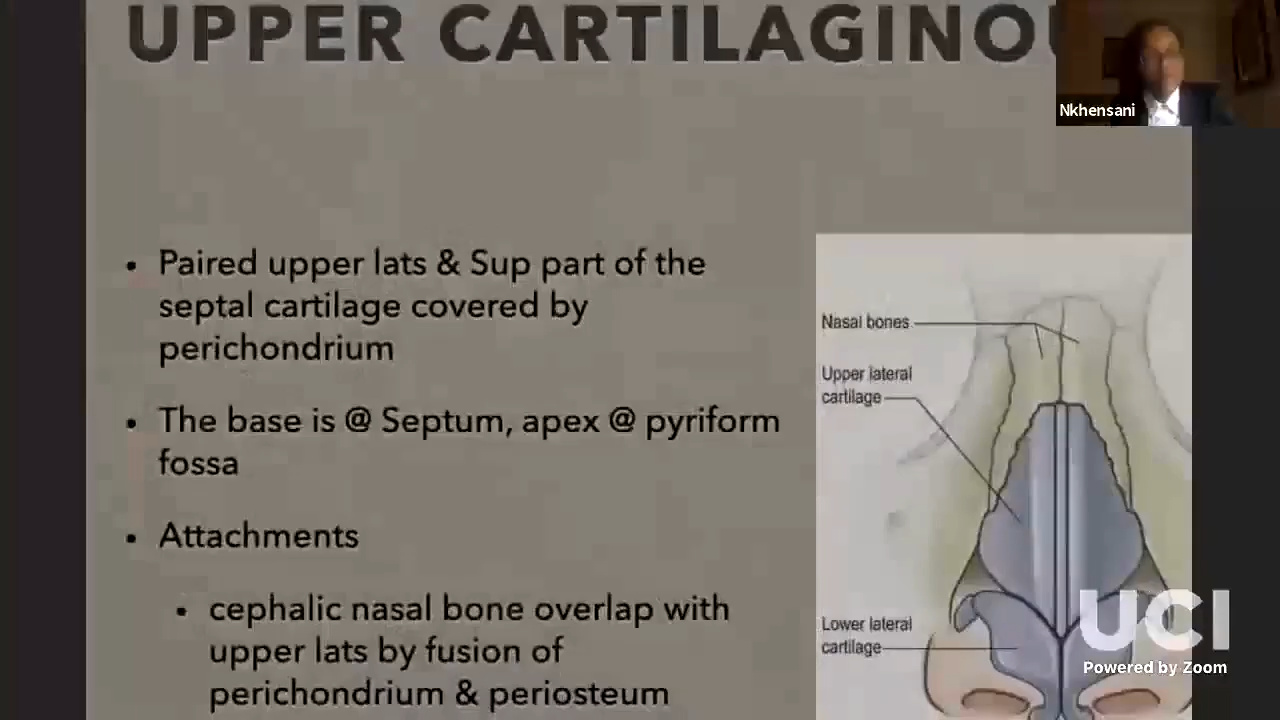 UPPER CARTILAGINO
Nkhensani
• Paired upper lats & Sup part of the
septal cartilage covered by
perichondrium
• The base is @ Septum, apex @ pyriform
fossa
• Attachments
• cephalic nasal bone overlap with
upper lats by fusion of
perichondrium & periosteum
Nasal bones
Upper lateral
cartilage
Lower lateral
cartilage
UCI
Powered by Zoom